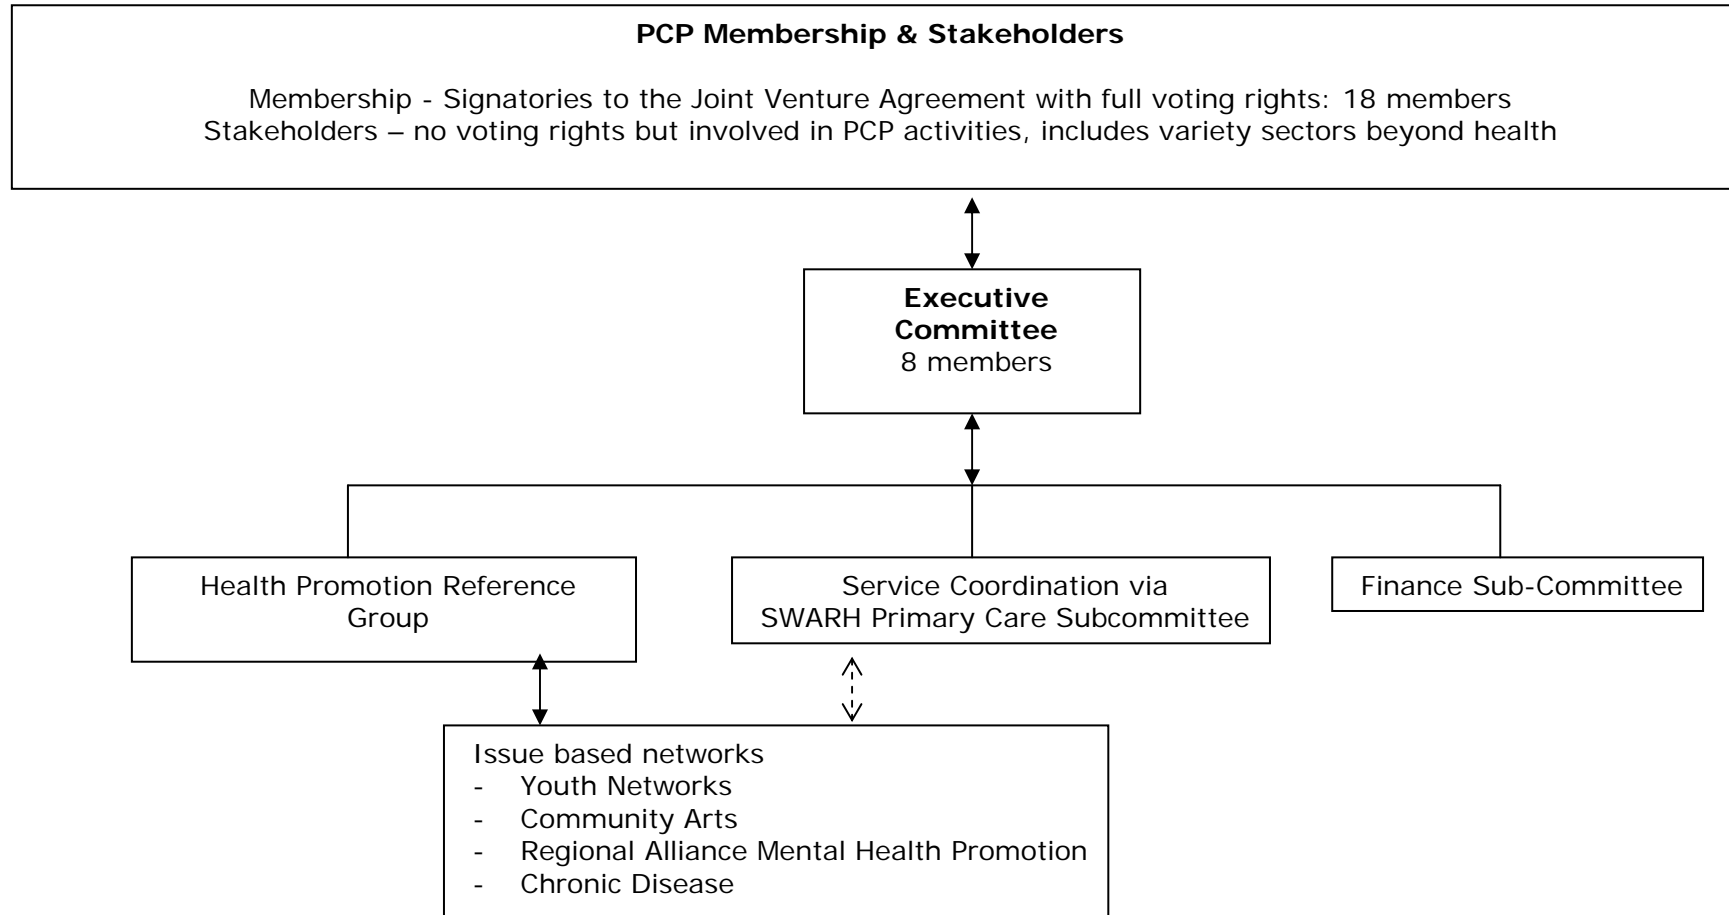 PCP Membership & Stakeholders
Membership - Signatories to the Joint Venture Agreement with full voting rights: 18 members
Stakeholders – no voting rights but involved in PCP activities, includes variety sectors beyond health
Executive
Committee
8 members
Health Promotion Reference
Group
Service Coordination via
SWARH Primary Care Subcommittee
Finance Sub-Committee
Issue based networks
- Youth Networks
- Community Arts
- Regional Alliance Mental Health Promotion
- Chronic Disease